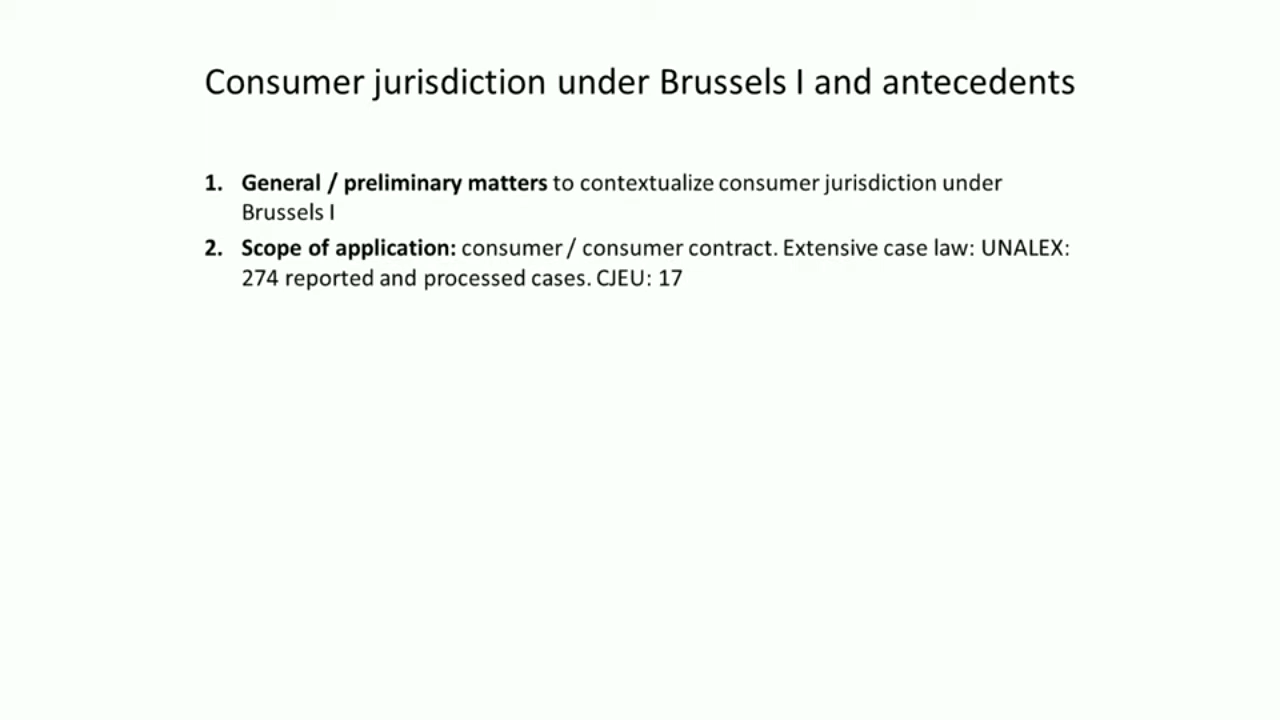 Consumer jurisdiction under Brussels I and antecedents
1. General / preliminary matters to contextualize consumer jurisdiction under
Brussels I
2. Scope of application: consumer / consumer contract. Extensive case law: UNALEX:
274 reported and processed cases. CJEU: 17